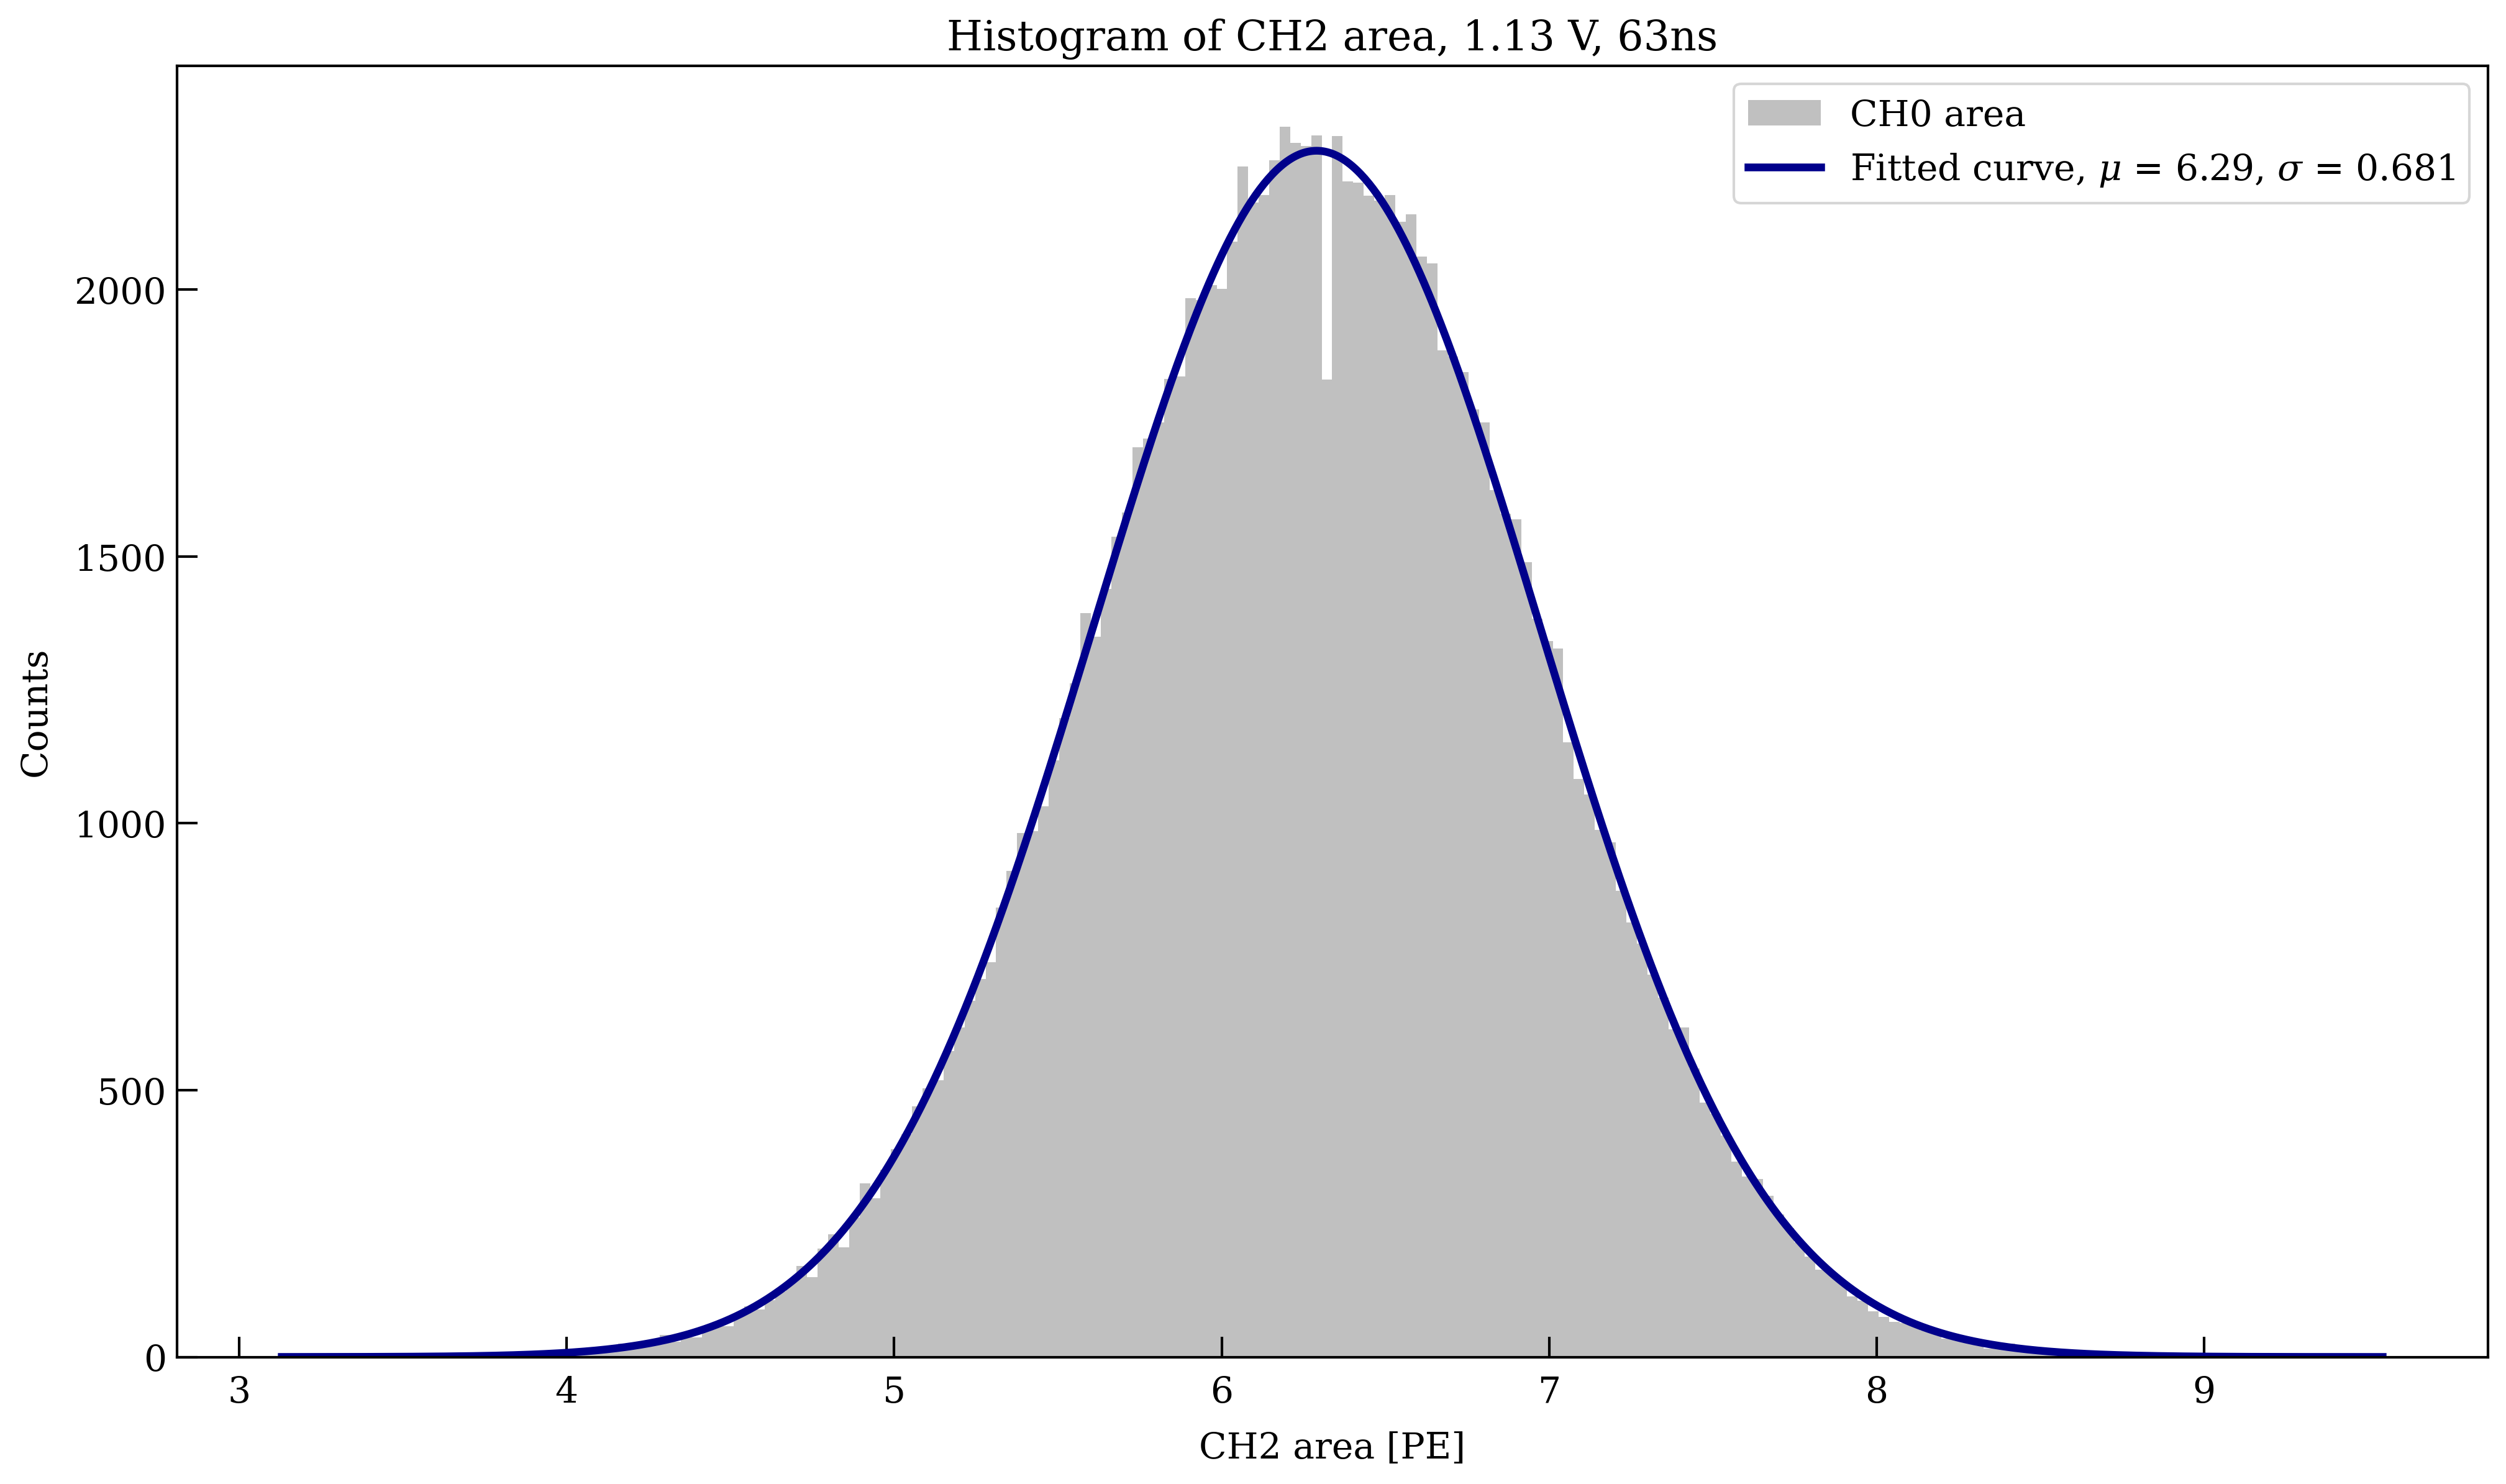 Histogram of CH2 area, 1.13 V, 63ns
CH0 area
Fitted curve, μ = 6.29, σ = 0.681
Counts
2000
1500
1000
500
0
3 4 5 6 7 8 9
CH2 area [PE]